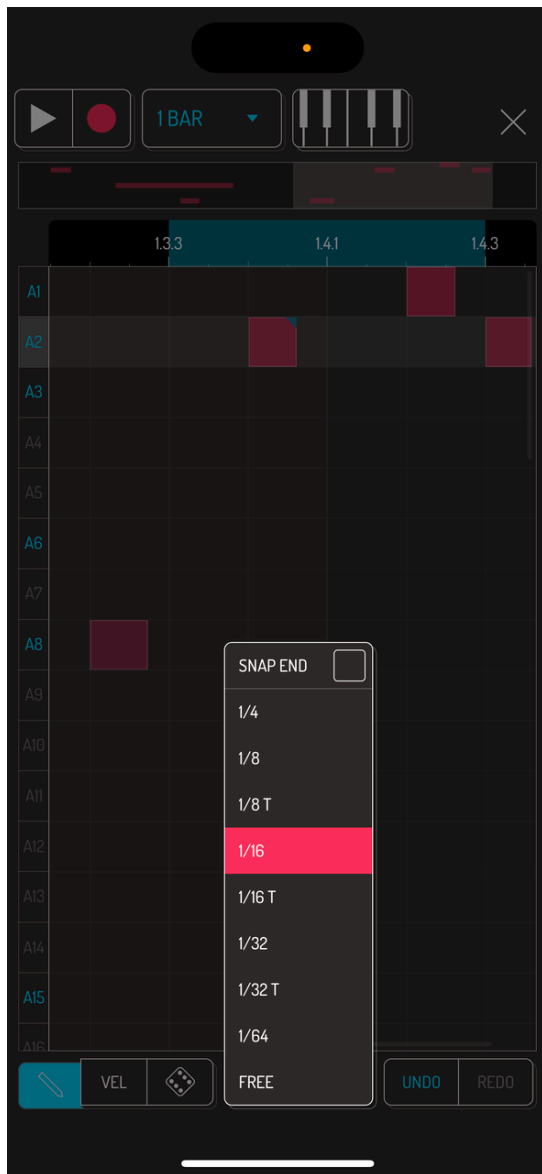 1 BAR
1.3.3 1.4.1 1.4.3
A1
A2
A3
A4
A5
A6
A7
A8
A9
A10
A11
A12
A13
A14
A15
A16
SNAP END
1/4
1/8
1/8 T
1/16
1/16 T
1/32
1/32 T
1/64
FREE
VEL
UNDO REDO